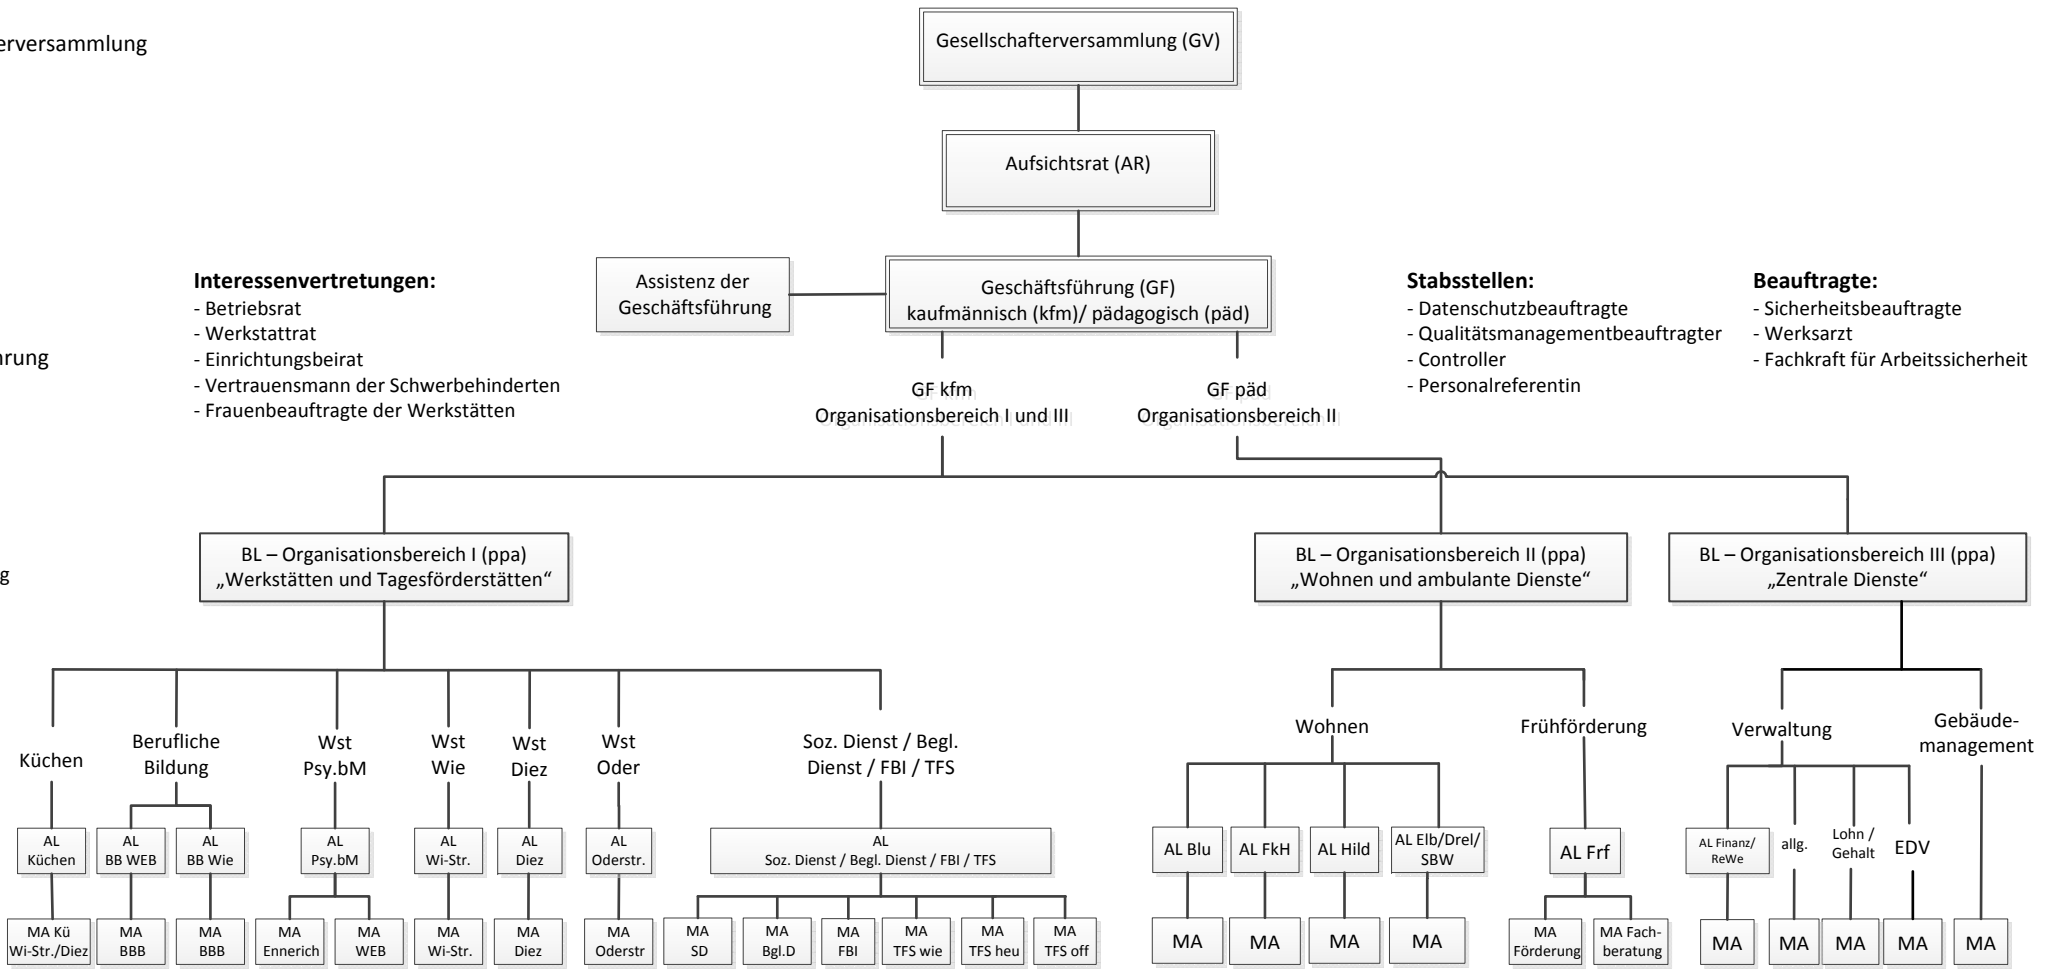 Gesellschafterversammlung (GV)
erversammlung
Aufsichtsrat (AR)
Assistenz der
Geschäftsführung
Geschäftsführung (GF)
kaufmännisch (kfm)/ pädagogisch (päd)
Interessenvertretungen:
- Betriebsrat
- Werkstattrat
- Einrichtungsbeirat
- Vertrauensmann der Schwerbehinderten
- Frauenbeauftragte der Werkstätten
Stabsstellen:
- Datenschutzbeauftragte
- Qualitätsmanagementbeauftragter
- Controller
- Personalreferentin
Beauftragte:
- Sicherheitsbeauftragte
- Werksarzt
- Fachkraft für Arbeitssicherheit
hrung
GF kfm
Organisationsbereich I und III
GF päd
Organisationsbereich II
g
BL – Organisationsbereich I (ppa)
„Werkstätten und Tagesförderstätten“
BL – Organisationsbereich II (ppa)
„Wohnen und ambulante Dienste“
BL – Organisationsbereich III (ppa)
„Zentrale Dienste“
Küchen
Berufliche
Bildung
Wst
Psy.bM
Wst
Wie
Wst
Diez
Wst
Oder
Soz. Dienst / Begl.
Dienst / FBI / TFS
Wohnen
Frühförderung
Verwaltung
Gebäude-
management
AL
Küchen
AL
BB WEB
AL
BB Wie
AL
Psy.bM
AL
Wi-Str.
AL
Diez
AL
Oderstr.
AL
Soz. Dienst / Begl. Dienst / FBI / TFS
AL Blu
AL FkH
AL Hild
AL Elb/Drel/
SBW
AL Frf
AL Finanz/
ReWe
allg.
Lohn /
Gehalt
EDV
MA Kü
Wi-Str./Diez
MA
BBB
MA
BBB
MA
Ennerich
MA
WEB
MA
Wi-Str.
MA
Diez
MA
Oderstr
MA
SD
MA
Bgl.D
MA
FBI
MA
TFS wie
MA
TFS heu
MA
TFS off
MA
MA
MA
MA
MA
Förderung
MA Fach-
beratung
MA
MA
MA
MA
MA